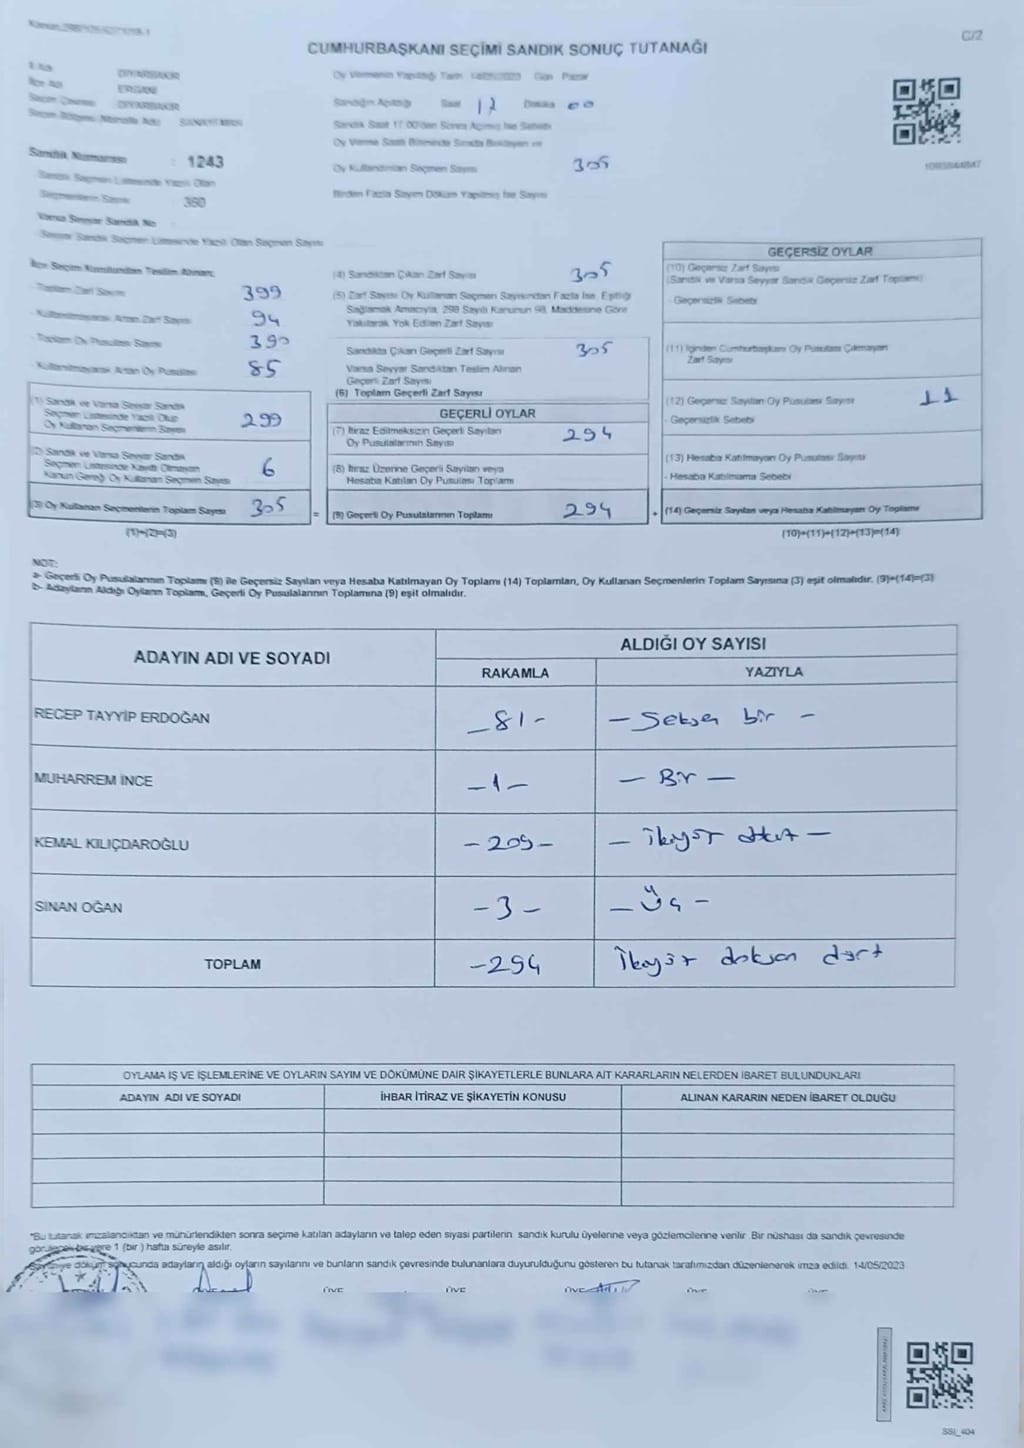 C/2
CUMHURBAŞKANI SEÇİMİ SANDIK SONUÇ TUTANAĞI
İl Adı DİYARBAKIR
İlçe Adı ERGANİ
Seçim Çevresi DİYARBAKIR
Seçim Bölgesi Mahalle Adı SANAYİ MAH.
Sandık Numarası : 1243
Sandık Seçmen Listesinde Yazılı Olan
Seçmenlerin Sayısı 360
Varsa Seyyar Sandık No
Seyyar Sandık Seçmen Listesinde Yazılı Olan Seçmen Sayısı
Oy Vermenin Yapıldığı Tarih 14/05/2023 Gün Pazar
Sandığın Açıldığı Saat 17 Dakika 00
Sandık Saat 17.00'den Sonra Açılmış İse Sebebi
Oy Verme Saati Bitiminde Sırada Bekleyen ve
Oy Kullandırılan Seçmen Sayısı 305
Birden Fazla Sayım Döküm Yapılmış İse Sayısı
İlçe Seçim Kurulundan Teslim Alınan;
- Toplam Zarf Sayısı 399
- Kullanılmayarak Artan Zarf Sayısı 94
- Toplam Oy Pusulası Sayısı 390
- Kullanılmayarak Artan Oy Pusulası 85
(1) Sandık ve Varsa Seyyar Sandık
Seçmen Listesinde Yazılı Olup
Oy Kullanan Seçmenlerin Sayısı 299
(2) Sandık ve Varsa Seyyar Sandık
Seçmen Listesinde Kayıtlı Olmayan
Kanun Gereği Oy Kullanan Seçmen Sayısı 6
(3) Oy Kullanan Seçmenlerin Toplam Sayısı 305
(1)+(2)=(3)
(4) Sandıktan Çıkan Zarf Sayısı 305
(5) Zarf Sayısı Oy Kullanan Seçmen Sayısından Fazla İse, Eşitliği
Sağlamak Amacıyla, 298 Sayılı Kanunun 98. Maddesine Göre
Yakılarak Yok Edilen Zarf Sayısı
Sandıkta Çıkan Geçerli Zarf Sayısı 305
Varsa Seyyar Sandıktan Teslim Alınan
Geçerli Zarf Sayısı
(6) Toplam Geçerli Zarf Sayısı
GEÇERLİ OYLAR
(7) İtiraz Edilmeksizin Geçerli Sayılan
Oy Pusulalarının Sayısı 294
(8) İtiraz Üzerine Geçerli Sayılan veya
Hesaba Katılan Oy Pusulası Toplamı
= (9) Geçerli Oy Pusulalarının Toplamı 294
GEÇERSİZ OYLAR
(10) Geçersiz Zarf Sayısı
(Sandık ve Varsa Seyyar Sandık Geçersiz Zarf Toplamı)
- Geçersizlik Sebebi
(11) İçinden Cumhurbaşkanı Oy Pusulası Çıkmayan
Zarf Sayısı
(12) Geçersiz Sayılan Oy Pusulası Sayısı 11
- Geçersizlik Sebebi
(13) Hesaba Katılmayan Oy Pusulası Sayısı
- Hesaba Katılmama Sebebi
+ (14) Geçersiz Sayılan veya Hesaba Katılmayan Oy Toplamı
(10)+(11)+(12)+(13)=(14)
NOT:
a- Geçerli Oy Pusulalarının Toplamı (9) ile Geçersiz Sayılan veya Hesaba Katılmayan Oy Toplamı (14) Toplamları, Oy Kullanan Seçmenlerin Toplam Sayısına (3) eşit olmalıdır. (9)+(14)=(3)
b- Adayların Aldığı Oyların Toplamı, Geçerli Oy Pusulalarının Toplamına (9) eşit olmalıdır.
ADAYIN ADI VE SOYADI ALDIĞI OY SAYISI
RAKAMLA YAZIYLA
RECEP TAYYİP ERDOĞAN - 81 - - Seksen bir -
MUHARREM İNCE - 1 - - Bir -
KEMAL KILIÇDAROĞLU - 209 - - İkiyüz -
SİNAN OĞAN - 3 - - Üç -
TOPLAM - 294 İkiyüz doksan dört
OYLAMA İŞ VE İŞLEMLERİNE VE OYLARIN SAYIM VE DÖKÜMÜNE DAİR ŞİKAYETLERLE BUNLARA AİT KARARLARIN NELERDEN İBARET BULUNDUKLARI
ADAYIN ADI VE SOYADI İHBAR İTİRAZ VE ŞİKAYETİN KONUSU ALINAN KARARIN NEDEN İBARET OLDUĞU
*Bu tutanak imzalandıktan ve mühürlendikten sonra seçime katılan adayların ve talep eden siyasi partilerin sandık kurulu üyelerine veya gözlemcilerine verilir. Bir nüshası da sandık çevresinde
görülecek bir yere 1 (bir) hafta süreyle asılır.
Sayım ve döküm sonucunda adayların aldığı oyların sayılarını ve bunların sandık çevresinde bulunanlara duyurulduğunu gösteren bu tutanak tarafımızdan düzenlenerek imza edildi. 14/05/2023
ÜYE ÜYE ÜYE ÜYE ÜYE
SSI_404